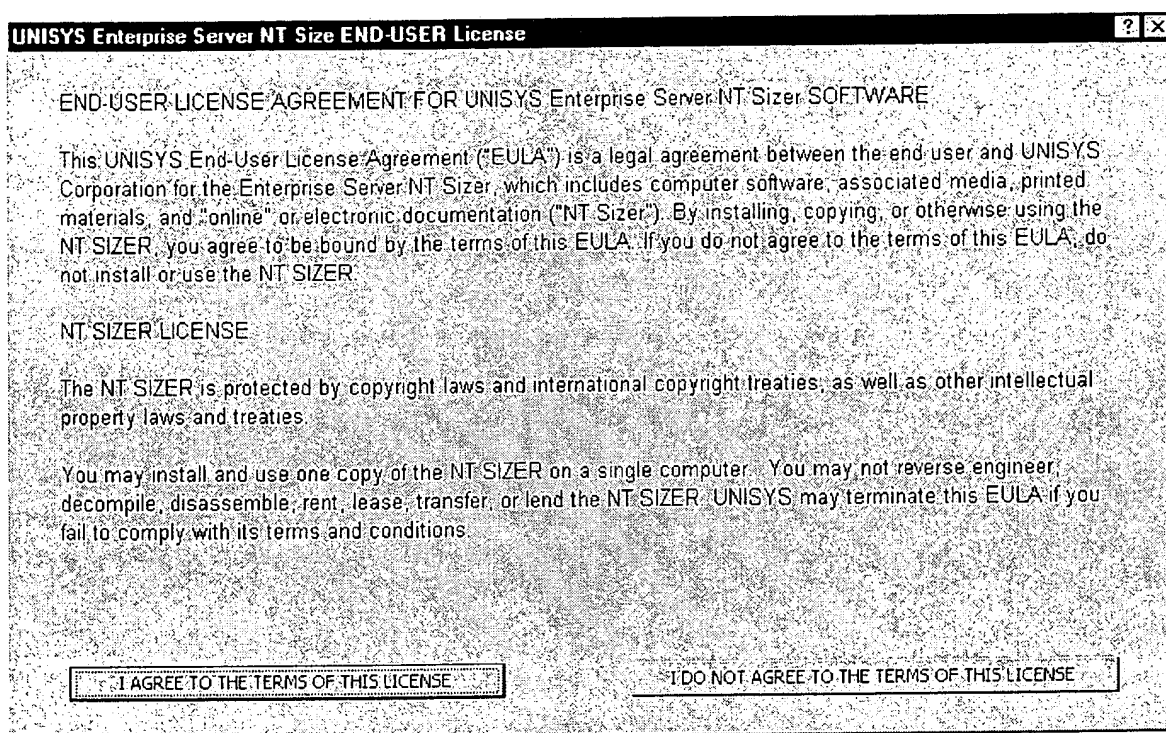 UNISYS Enterprise Server NT Size END-USER License
END-USER LICENSE AGREEMENT FOR UNISYS Enterprise Server NT Sizer SOFTWARE
This UNISYS End-User License Agreement ("EULA") is a legal agreement between the end user and UNISYS
Corporation for the Enterprise Server NT Sizer, which includes computer software, associated media, printed
materials, and "online" or electronic documentation ("NT Sizer"). By installing, copying, or otherwise using the
NT SIZER, you agree to be bound by the terms of this EULA. If you do not agree to the terms of this EULA, do
not install or use the NT SIZER.
NT SIZER LICENSE
The NT SIZER is protected by copyright laws and international copyright treaties, as well as other intellectual
property laws and treaties.
You may install and use one copy of the NT SIZER on a single computer. You may not reverse engineer,
decompile, disassemble, rent, lease, transfer, or lend the NT SIZER. UNISYS may terminate this EULA if you
fail to comply with its terms and conditions.
I AGREE TO THE TERMS OF THIS LICENSE
I DO NOT AGREE TO THE TERMS OF THIS LICENSE